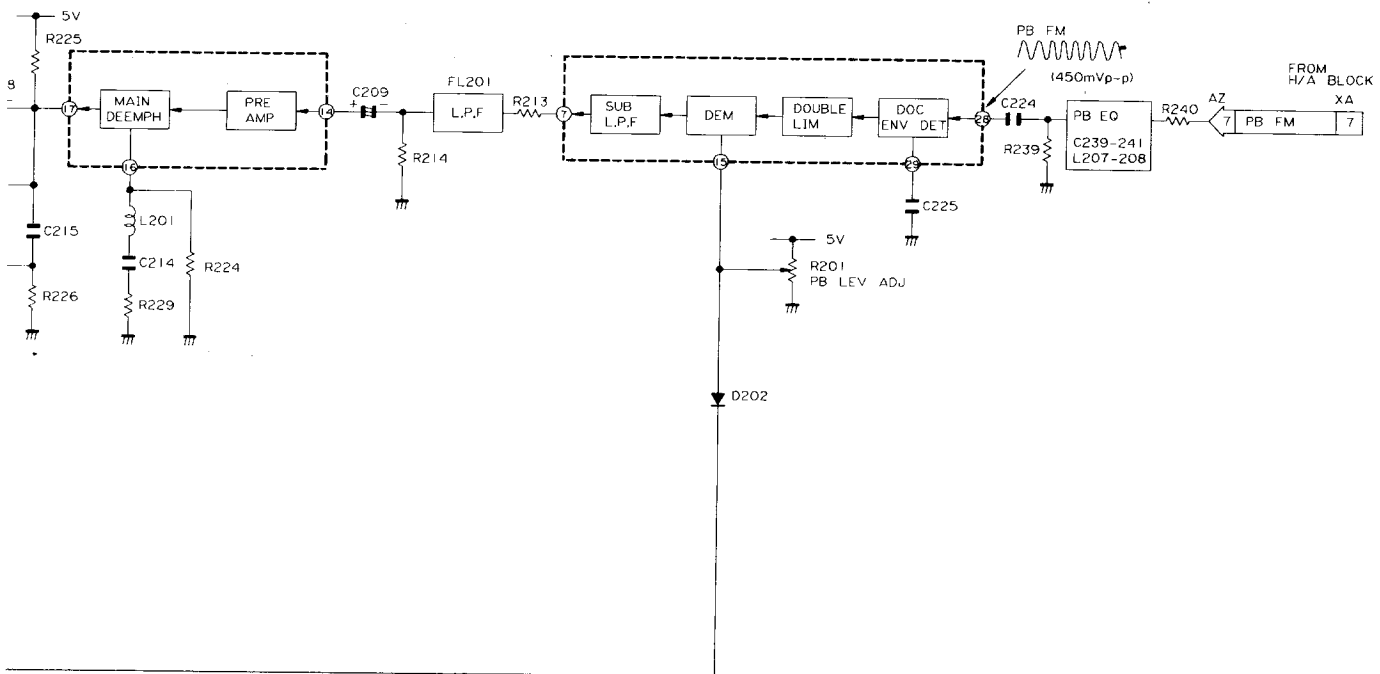 5V
R225
8
17
MAIN
DEEMPH
PRE
AMP
14
C209
+
-
FL201
L.P.F
R213
R214
16
L201
C214
R229
R224
C215
R226
7
SUB
L.P.F
DEM
DOUBLE
LIM
DOC
ENV DET
28
15
29
C225
PB FM
(450mVp-p)
C224
R239
PB EQ
C239-241
L207-208
R240
AZ
7
PB FM
FROM
H/A BLOCK
XA
7
5V
R201
PB LEV ADJ
D202